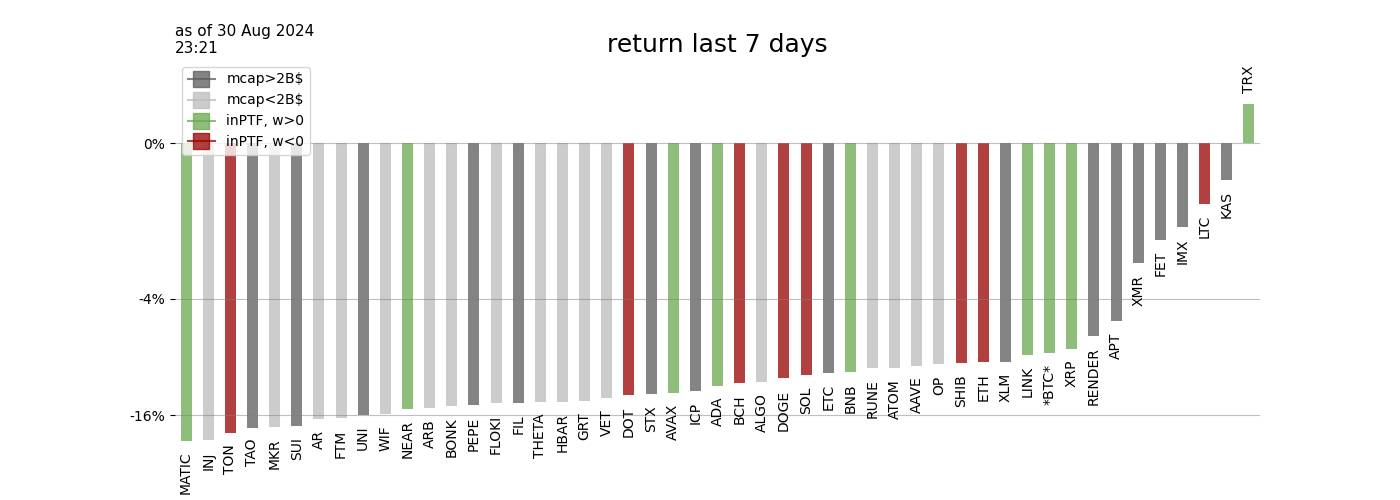 as of 30 Aug 2024
23:21
return last 7 days
mcap>2B$
mcap<2B$
inPTF, w>0
inPTF, w<0
0%
-4%
-16%
MATIC
INJ
TON
TAO
MKR
SUI
AR
FTM
UNI
WIF
NEAR
ARB
BONK
PEPE
FLOKI
FIL
THETA
HBAR
GRT
VET
DOT
STX
AVAX
ICP
ADA
BCH
ALGO
DOGE
SOL
ETC
BNB
RUNE
ATOM
AAVE
OP
SHIB
ETH
XLM
LINK
*BTC*
XRP
RENDER
APT
XMR
FET
IMX
LTC
KAS
TRX